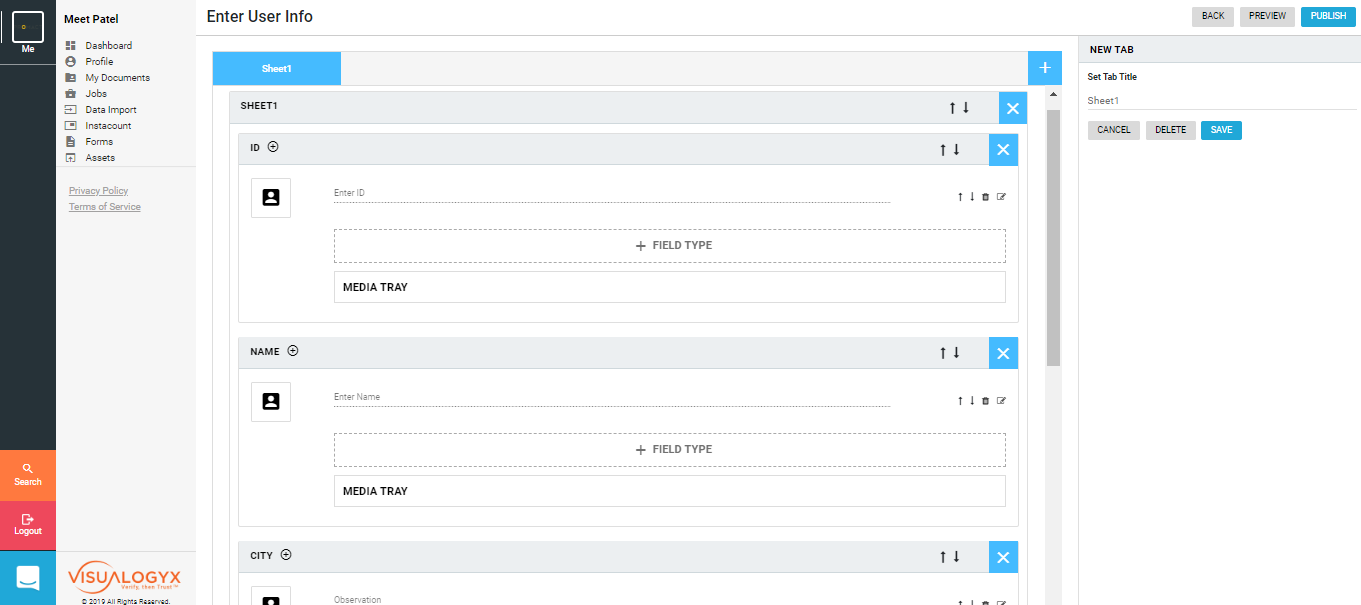 Me
Search
Logout
Meet Patel
Dashboard
Profile
My Documents
Jobs
Data Import
Instacount
Forms
Assets
Privacy Policy
Terms of Service
VISUALOGYX
Verify, then Trust™
© 2019 All Rights Reserved.
Enter User Info
BACK
PREVIEW
PUBLISH
Sheet1
SHEET1
ID
Enter ID
FIELD TYPE
MEDIA TRAY
NAME
Enter Name
FIELD TYPE
MEDIA TRAY
CITY
Observation
NEW TAB
Set Tab Title
Sheet1
CANCEL
DELETE
SAVE